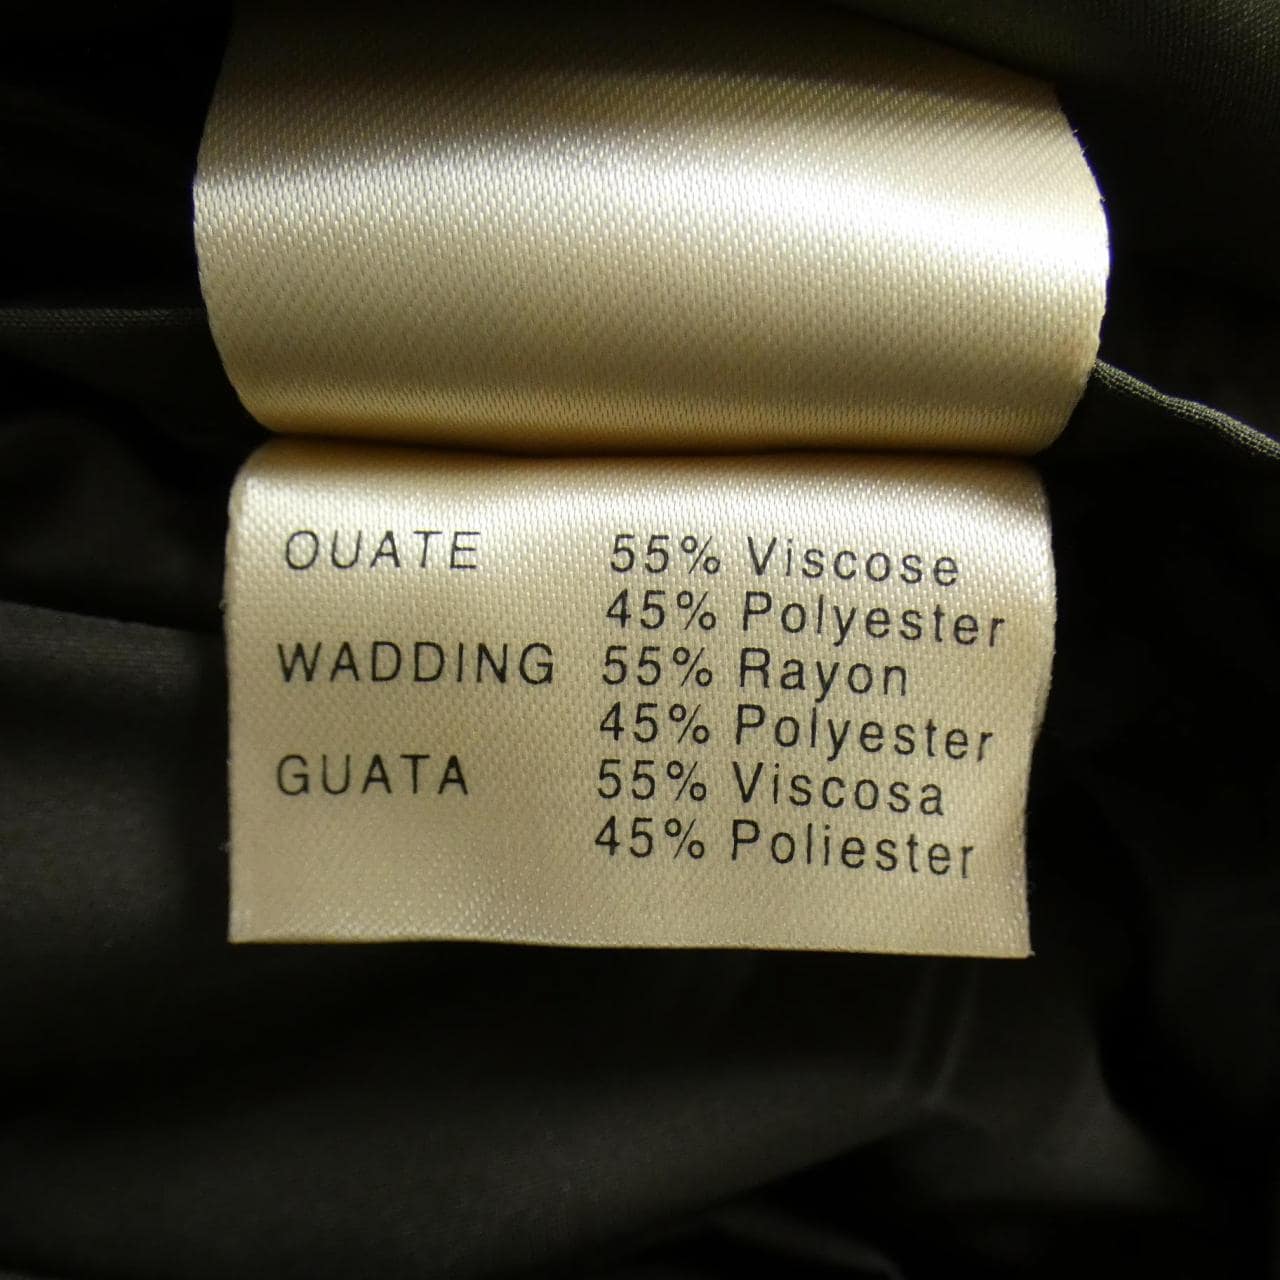 OUATE 55% Viscose
45% Polyester
WADDING 55% Rayon
45% Polyester
GUATA 55% Viscosa
45% Poliester